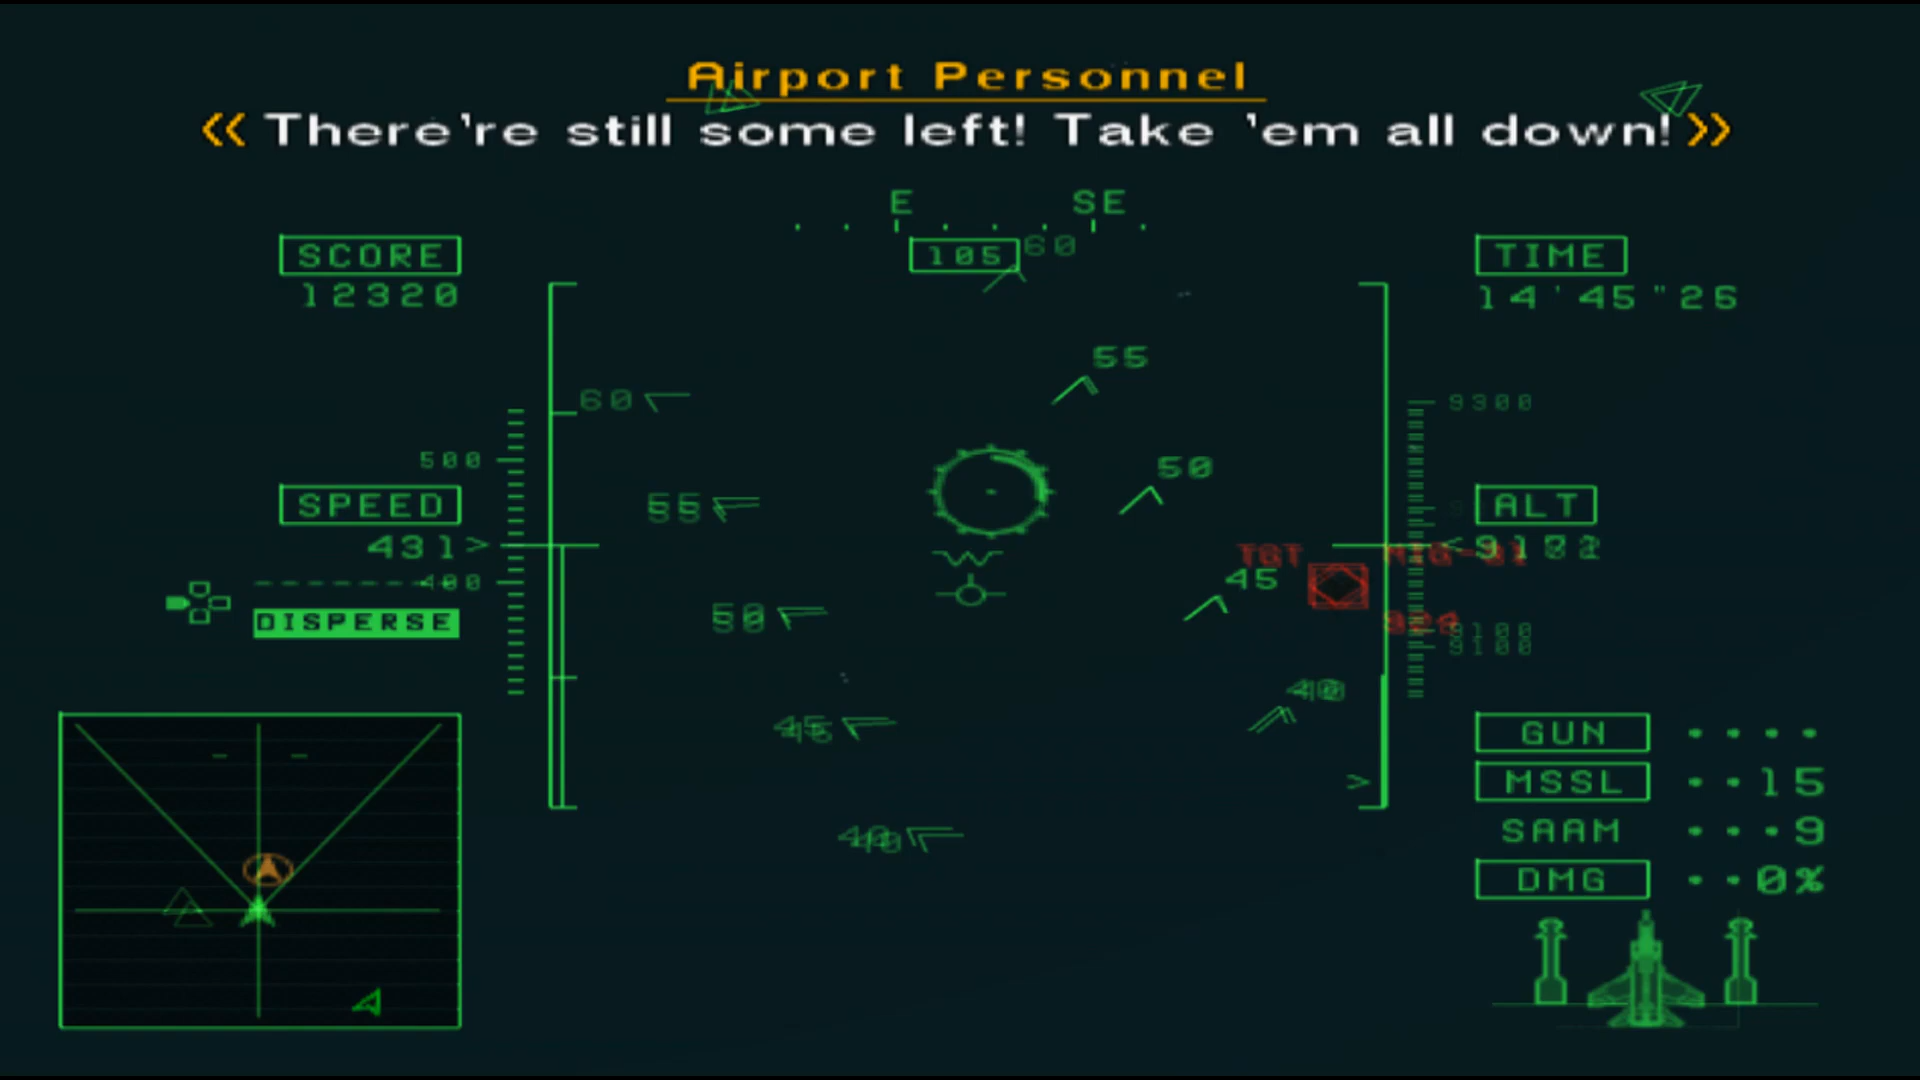 Airport Personnel
<< There're still some left! Take 'em all down! >>
E SE
SCORE
12320
105
60
TIME
14'45"25
55
60
9300
500
50
55
SPEED
ALT
431>
TGT
400
45
DISPERSE
50
9100
9100
40
45
GUN
MSSL 15
>
SAAM 9
40
DMG 0%